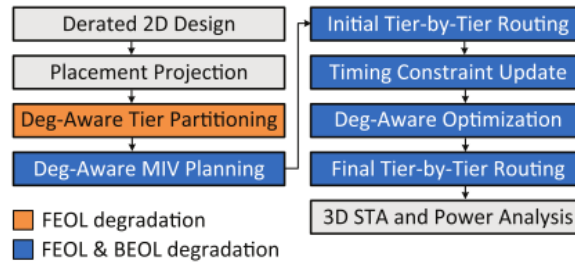 Derated 2D Design
Placement Projection
Deg-Aware Tier Partitioning
Deg-Aware MIV Planning
Initial Tier-by-Tier Routing
Timing Constraint Update
Deg-Aware Optimization
Final Tier-by-Tier Routing
3D STA and Power Analysis
FEOL degradation
FEOL & BEOL degradation